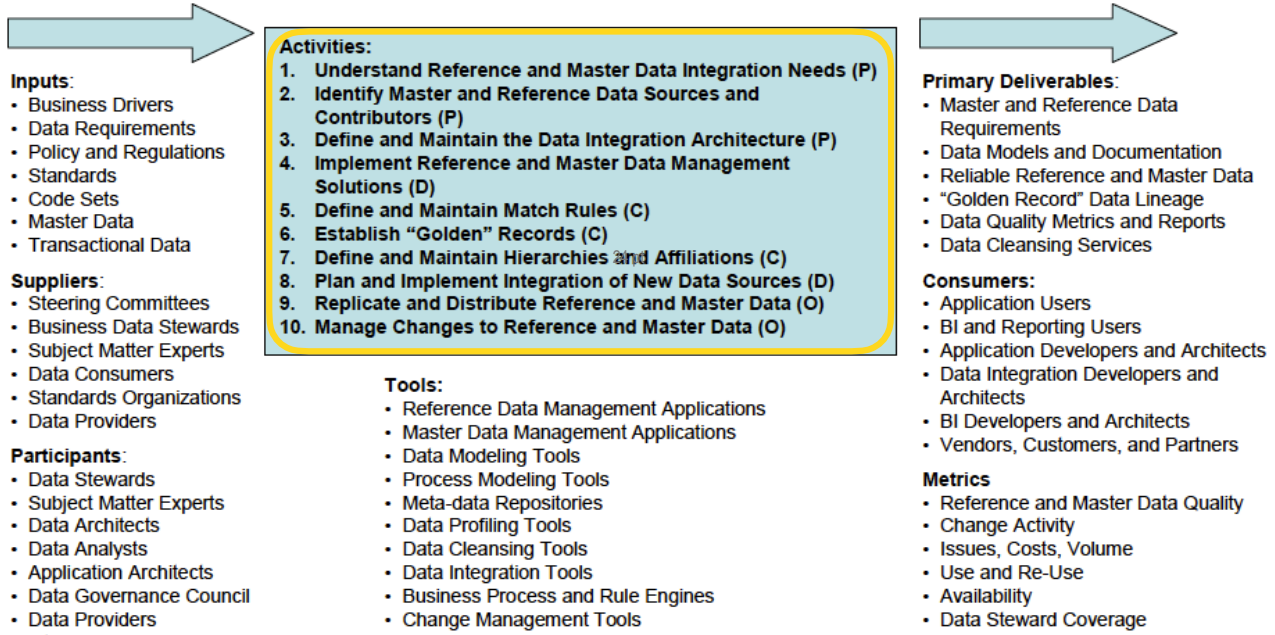 Inputs:
• Business Drivers
• Data Requirements
• Policy and Regulations
• Standards
• Code Sets
• Master Data
• Transactional Data
Suppliers:
• Steering Committees
• Business Data Stewards
• Subject Matter Experts
• Data Consumers
• Standards Organizations
• Data Providers
Participants:
• Data Stewards
• Subject Matter Experts
• Data Architects
• Data Analysts
• Application Architects
• Data Governance Council
• Data Providers
Activities:
1. Understand Reference and Master Data Integration Needs (P)
2. Identify Master and Reference Data Sources and
Contributors (P)
3. Define and Maintain the Data Integration Architecture (P)
4. Implement Reference and Master Data Management
Solutions (D)
5. Define and Maintain Match Rules (C)
6. Establish “Golden” Records (C)
7. Define and Maintain Hierarchies and Affiliations (C)
8. Plan and Implement Integration of New Data Sources (D)
9. Replicate and Distribute Reference and Master Data (O)
10. Manage Changes to Reference and Master Data (O)
Tools:
• Reference Data Management Applications
• Master Data Management Applications
• Data Modeling Tools
• Process Modeling Tools
• Meta-data Repositories
• Data Profiling Tools
• Data Cleansing Tools
• Data Integration Tools
• Business Process and Rule Engines
• Change Management Tools
Primary Deliverables:
• Master and Reference Data
Requirements
• Data Models and Documentation
• Reliable Reference and Master Data
• “Golden Record” Data Lineage
• Data Quality Metrics and Reports
• Data Cleansing Services
Consumers:
• Application Users
• BI and Reporting Users
• Application Developers and Architects
• Data Integration Developers and
Architects
• BI Developers and Architects
• Vendors, Customers, and Partners
Metrics
• Reference and Master Data Quality
• Change Activity
• Issues, Costs, Volume
• Use and Re-Use
• Availability
• Data Steward Coverage